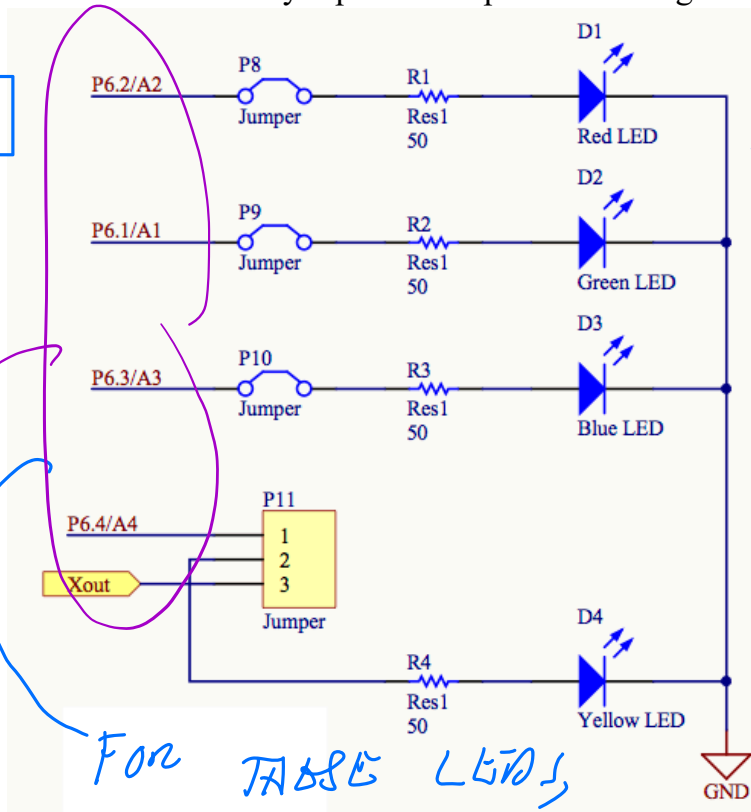 D1
P8
P6.2/A2
R1
Jumper
Res1
Red LED
50
D2
P9
P6.1/A1
R2
Jumper
Res1
Green LED
50
D3
P10
P6.3/A3
R3
Jumper
Res1
Blue LED
50
P11
P6.4/A4
1
2
Xout
3
Jumper
D4
R4
Res1
Yellow LED
50
FOR THESE LEDs,
GND